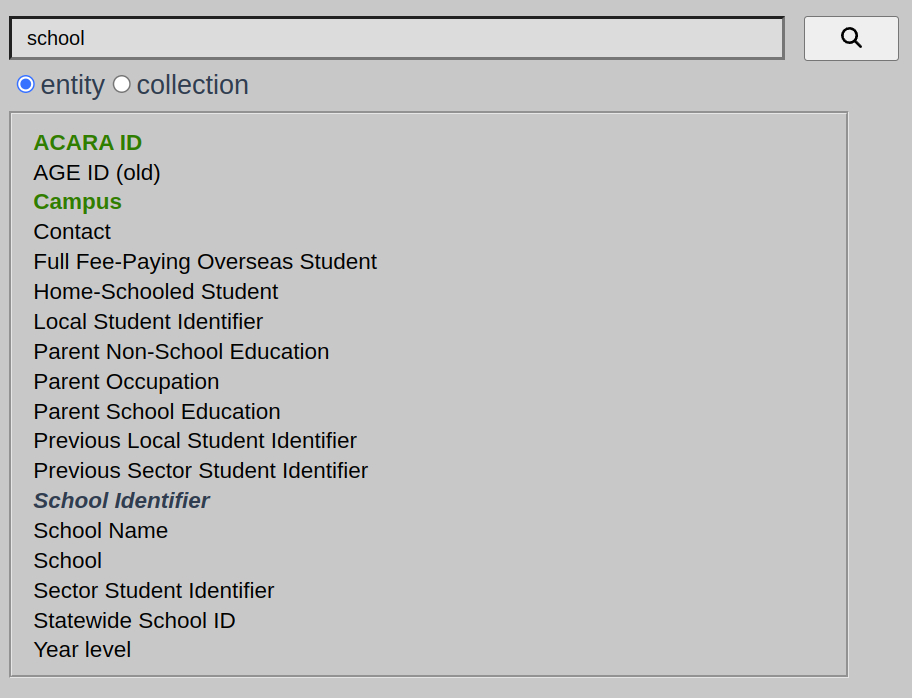 school
entity collection
ACARA ID
AGE ID (old)
Campus
Contact
Full Fee-Paying Overseas Student
Home-Schooled Student
Local Student Identifier
Parent Non-School Education
Parent Occupation
Parent School Education
Previous Local Student Identifier
Previous Sector Student Identifier
School Identifier
School Name
School
Sector Student Identifier
Statewide School ID
Year level